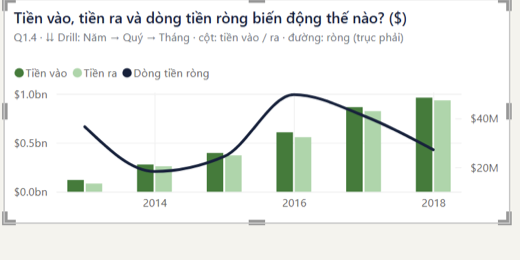 Tiền vào, tiền ra và dòng tiền ròng biến động thế nào? ($)
Q1.4 · ⇊ Drill: Năm → Quý → Tháng · cột: tiền vào / ra · đường: ròng (trục phải)
Tiền vào Tiền ra Dòng tiền ròng
$1.0bn
$0.5bn
$0.0bn
$40M
$20M
2014 2016 2018